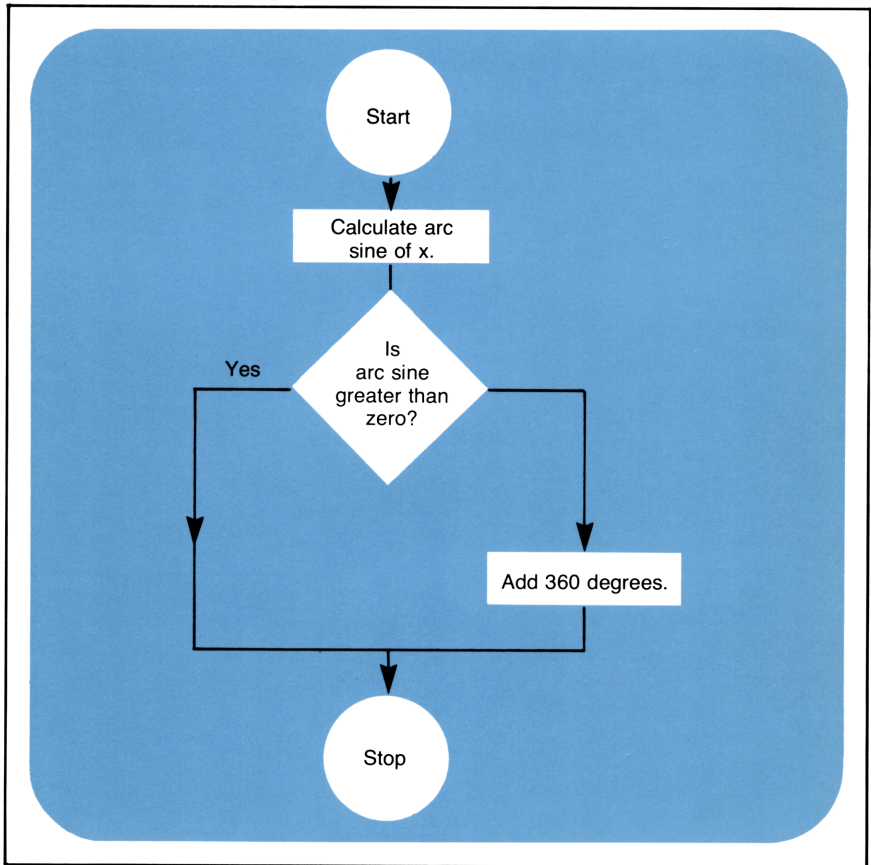 Start
Calculate arc
sine of x.
Is
arc sine
greater than
zero?
Yes
Add 360 degrees.
Stop